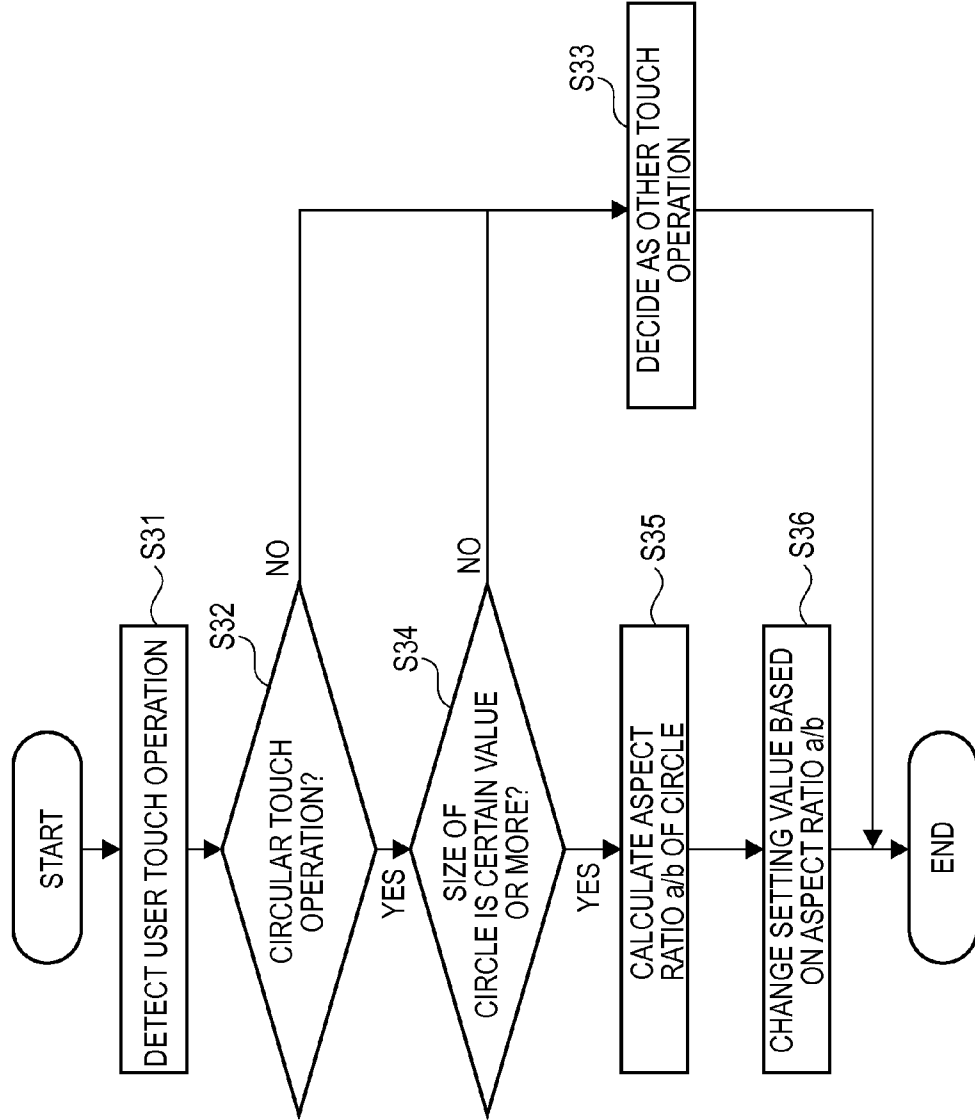 START
S31
DETECT USER TOUCH OPERATION
S32
CIRCULAR TOUCH
OPERATION?
NO
YES
S34
SIZE OF
CIRCLE IS CERTAIN VALUE
OR MORE?
NO
YES
S33
DECIDE AS OTHER TOUCH
OPERATION
S35
CALCULATE ASPECT
RATIO a/b OF CIRCLE
S36
CHANGE SETTING VALUE BASED
ON ASPECT RATIO a/b
END